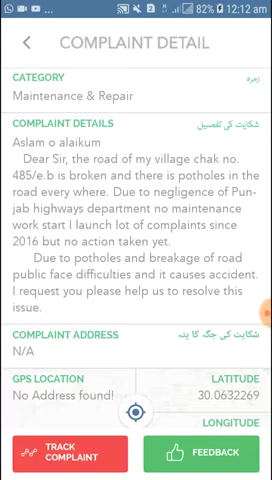 82% 12:12 am
COMPLAINT DETAIL
CATEGORY زمرہ
Maintenance & Repair
COMPLAINT DETAILS شکایت کی تفصیل
Aslam o alaikum
Dear Sir, the road of my village chak no.
485/e.b is broken and there is potholes in the
road every where. Due to negligence of Pun-
jab highways department no maintenance
work start I launch lot of complaints since
2016 but no action taken yet.
Due to potholes and breakage of road
public face difficulties and it causes accident.
I request you please help us to resolve this
issue.
COMPLAINT ADDRESS شکایت کی جگہ کا پتہ
N/A
GPS LOCATION LATITUDE
No Address found! 30.0632269
LONGITUDE
TRACK
COMPLAINT
FEEDBACK